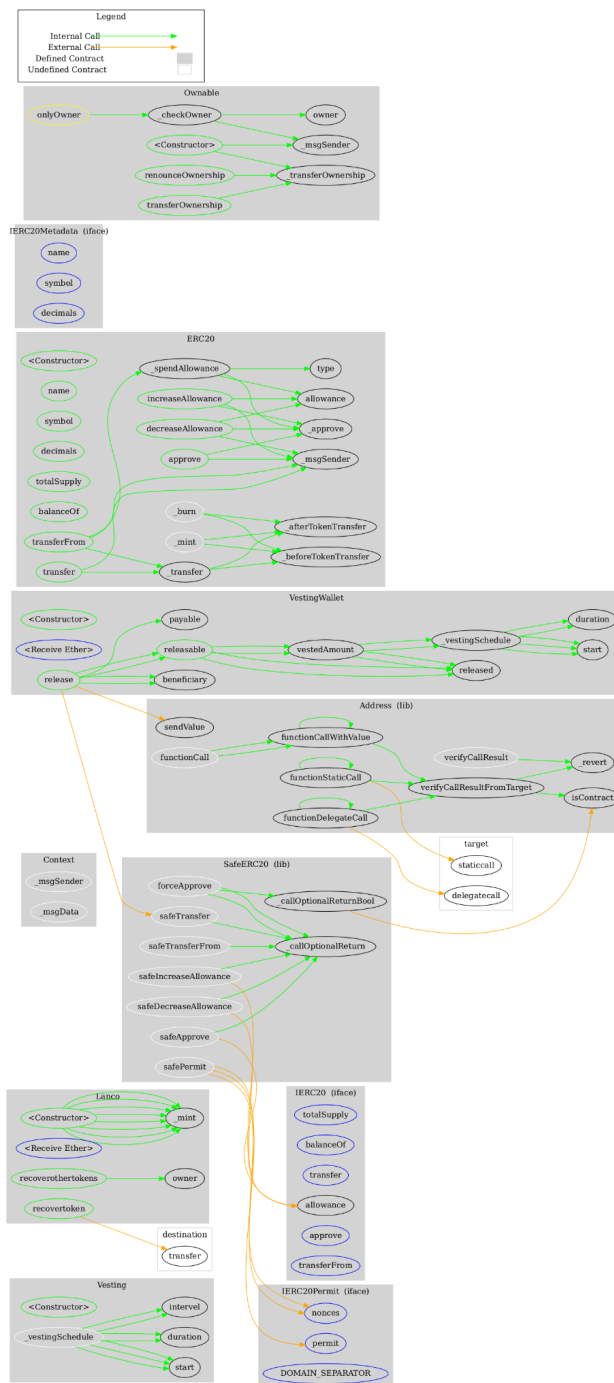 Legend
Internal Call
External Call
Defined Contract
Undefined Contract
Ownable
onlyOwner
_checkOwner
owner
<Constructor>
_msgSender
renounceOwnership
_transferOwnership
transferOwnership
IERC20Metadata (iface)
name
symbol
decimals
ERC20
<Constructor>
_spendAllowance
type
name
increaseAllowance
allowance
symbol
decreaseAllowance
_approve
decimals
approve
_msgSender
totalSupply
balanceOf
_burn
_afterTokenTransfer
transferFrom
_mint
_beforeTokenTransfer
transfer
_transfer
VestingWallet
<Constructor>
payable
duration
<Receive Ether>
releasable
vestedAmount
_vestingSchedule
start
release
beneficiary
released
Address (lib)
sendValue
functionCall
functionCallWithValue
verifyCallResult
_revert
functionStaticCall
verifyCallResultFromTarget
isContract
functionDelegateCall
target
staticcall
delegatecall
Context
_msgSender
_msgData
SafeERC20 (lib)
forceApprove
_callOptionalReturnBool
safeTransfer
safeTransferFrom
_callOptionalReturn
safeIncreaseAllowance
safeDecreaseAllowance
safeApprove
safePermit
Lanco
<Constructor>
_mint
<Receive Ether>
recoverothertokens
owner
recovertoken
destination
transfer
IERC20 (iface)
totalSupply
balanceOf
transfer
allowance
approve
transferFrom
Vesting
<Constructor>
intervel
_vestingSchedule
duration
start
IERC20Permit (iface)
nonces
permit
DOMAIN_SEPARATOR